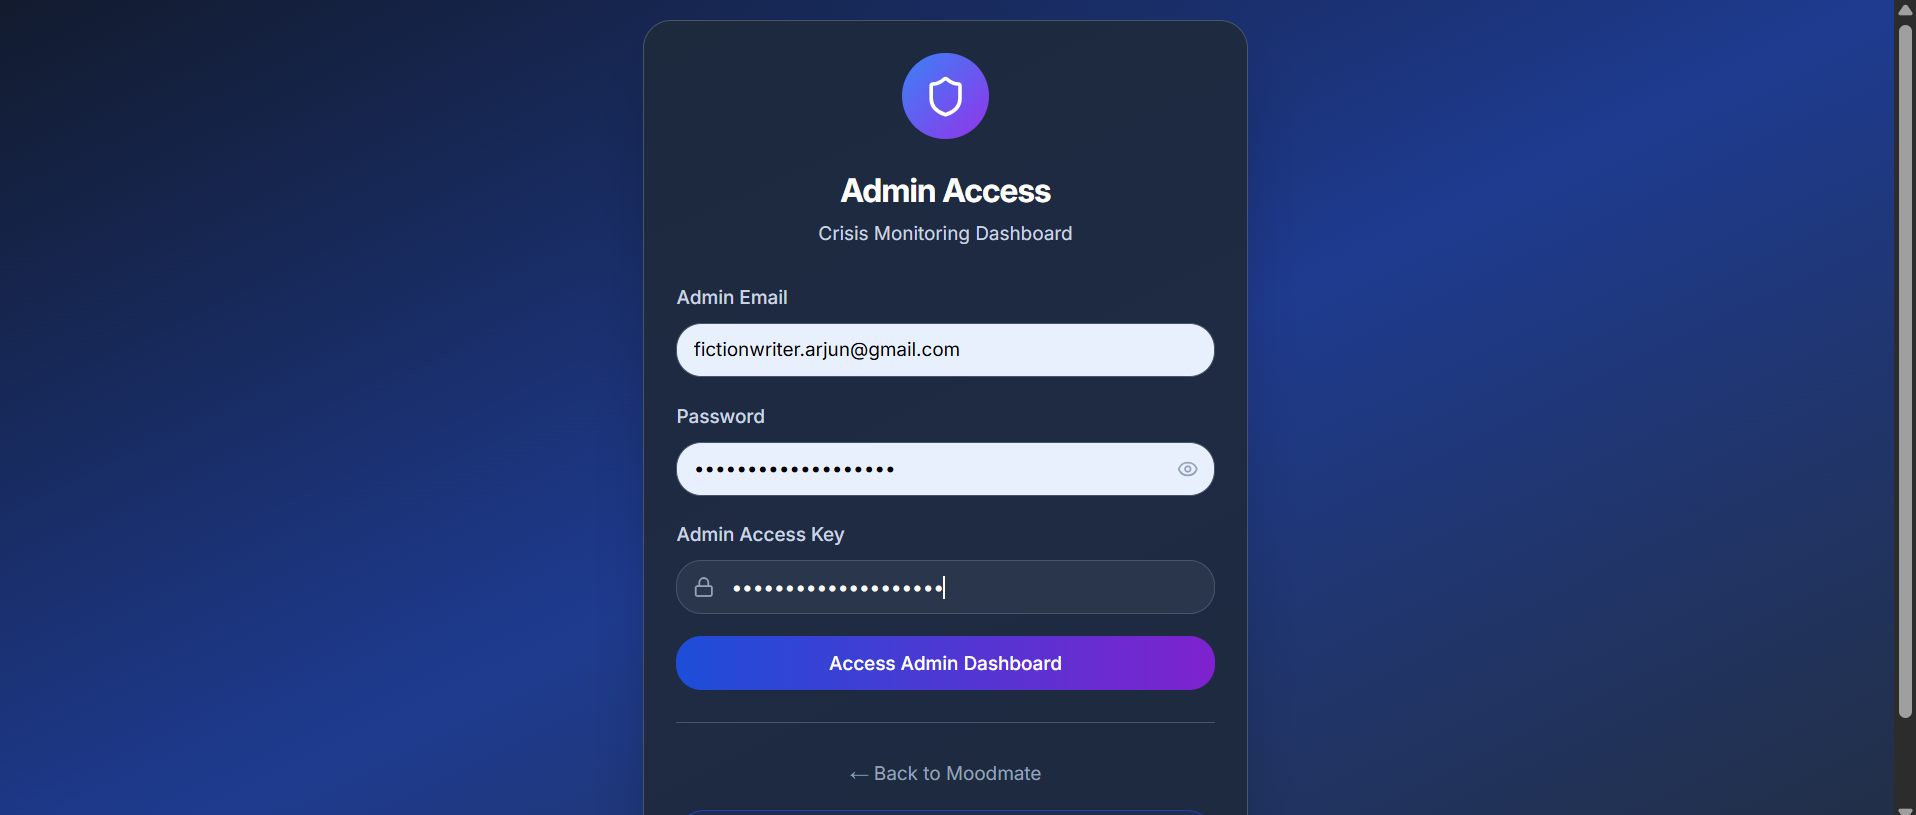 Admin Access
Crisis Monitoring Dashboard
Admin Email
fictionwriter.arjun@gmail.com
Password
•••••••••••••••••••
Admin Access Key
••••••••••••••••••••
Access Admin Dashboard
← Back to Moodmate